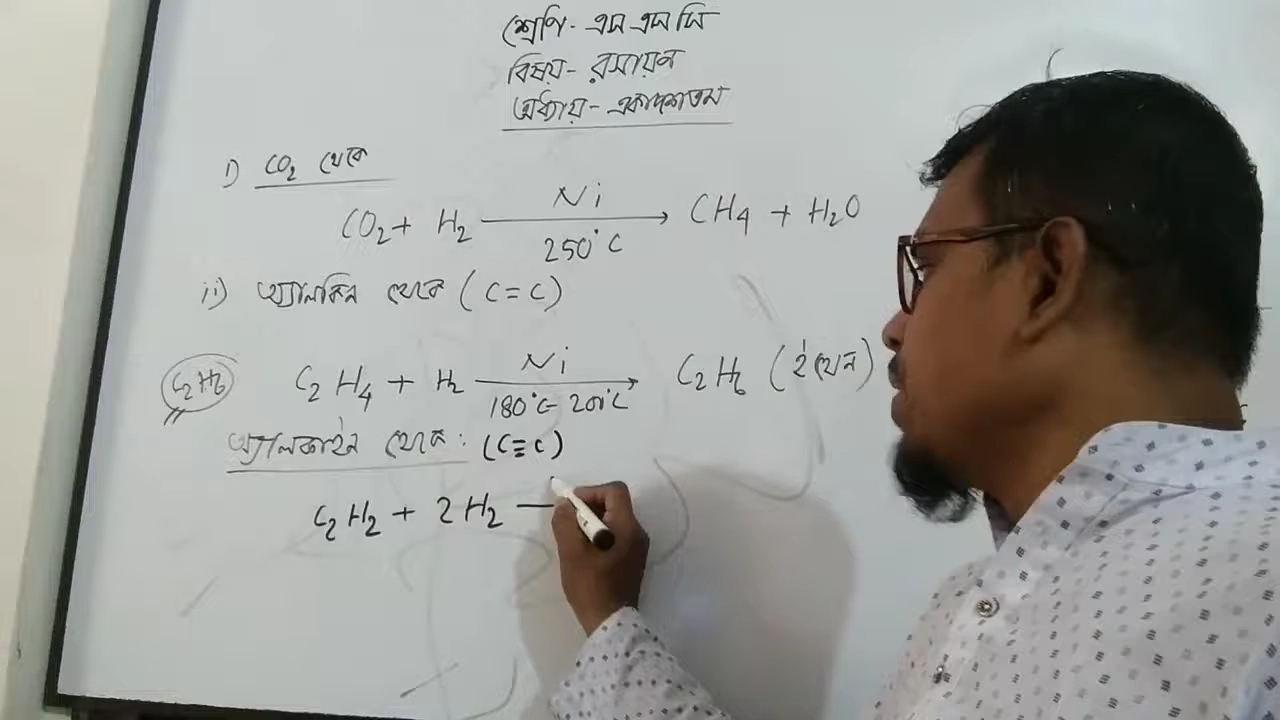 শ্রেণি- এস এস সি
বিষয়- রসায়ন
অধ্যায়- একাদশতম
i) CO₂ থেকে
CO₂ + H₂ Ni 250°C → CH4 + H₂O
ii) অ্যালকিন থেকে (C=C)
C₂H₆ C₂H₄ + H₂ Ni 180°C- 200°C → C₂H₆ (ইথেন)
অ্যালকাইন থেকে: (C≡C)
C₂H₂ + 2H₂ —